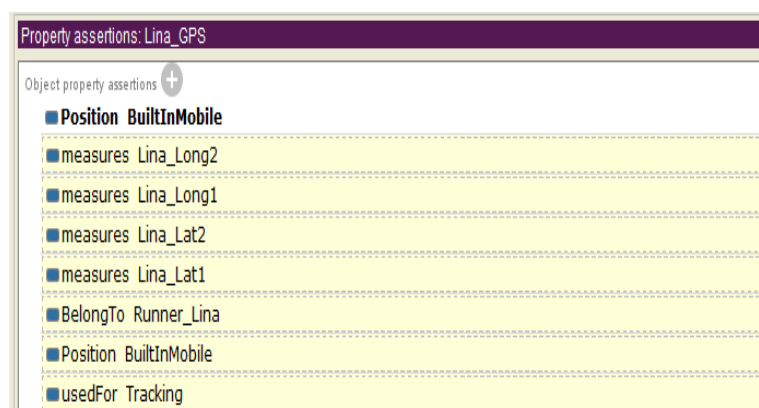 Property assertions: Lina_GPS
Object property assertions
Position BuiltInMobile
measures Lina_Long2
measures Lina_Long1
measures Lina_Lat2
measures Lina_Lat1
BelongTo Runner_Lina
Position BuiltInMobile
usedFor Tracking